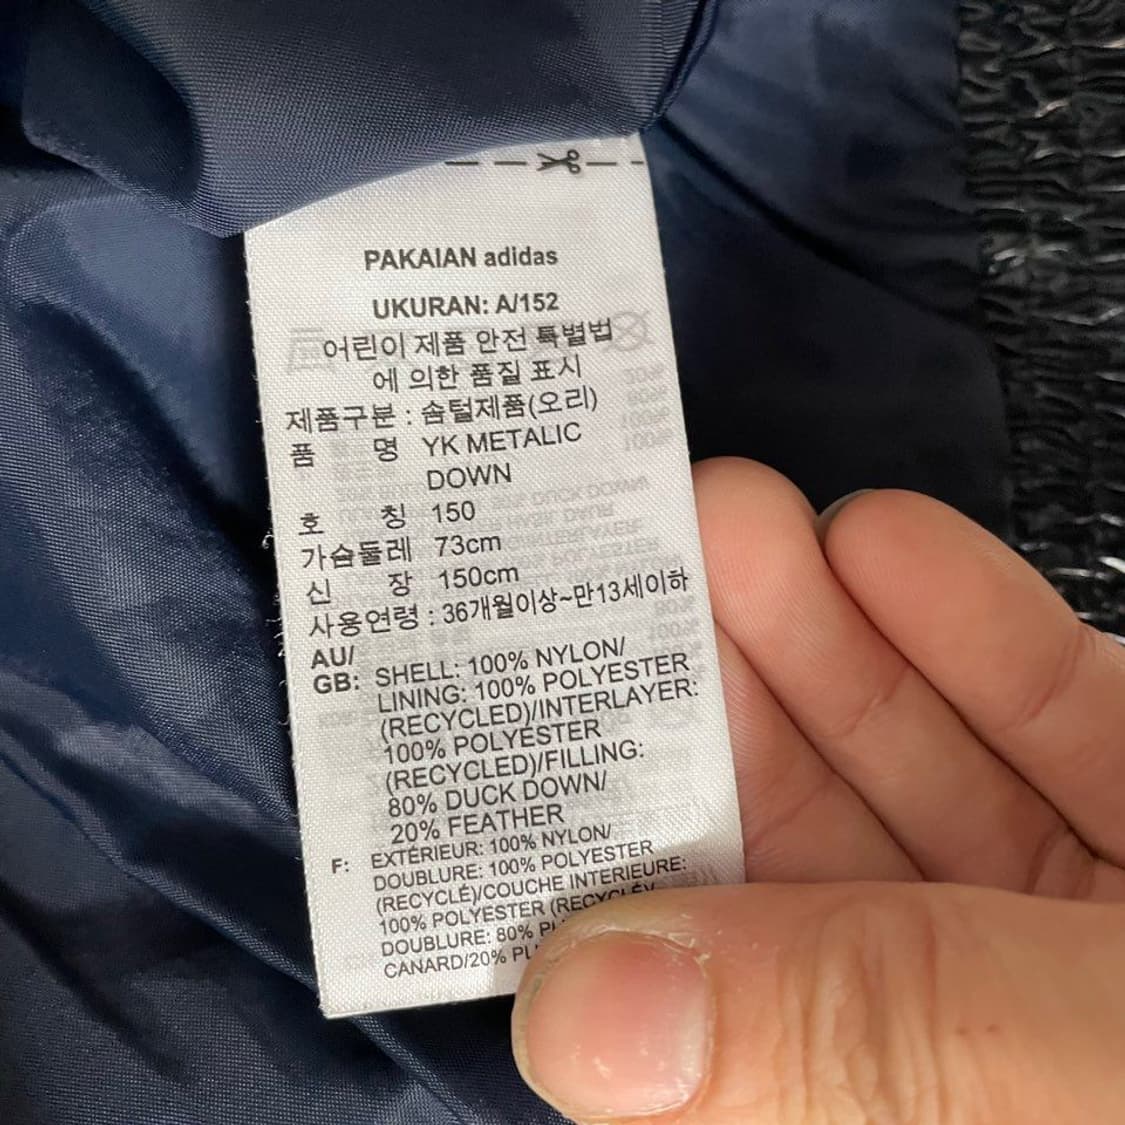 PAKAIAN adidas
UKURAN: A/152
어린이 제품 안전 특별법
에 의한 품질 표시
제품구분 : 솜털제품(오리)
품 명 YK METALIC
DOWN
호 칭 150
가슴둘레 73cm
신 장 150cm
사용연령 : 36개월이상~만13세이하
AU/
GB: SHELL: 100% NYLON/
LINING: 100% POLYESTER
(RECYCLED)/INTERLAYER:
100% POLYESTER
(RECYCLED)/FILLING:
80% DUCK DOWN/
20% FEATHER
F: EXTÉRIEUR: 100% NYLON/
DOUBLURE: 100% POLYESTER
(RECYCLÉ)/COUCHE INTERIEURE:
100% POLYESTER
DOUBLURE: 80%
CANARD/20%